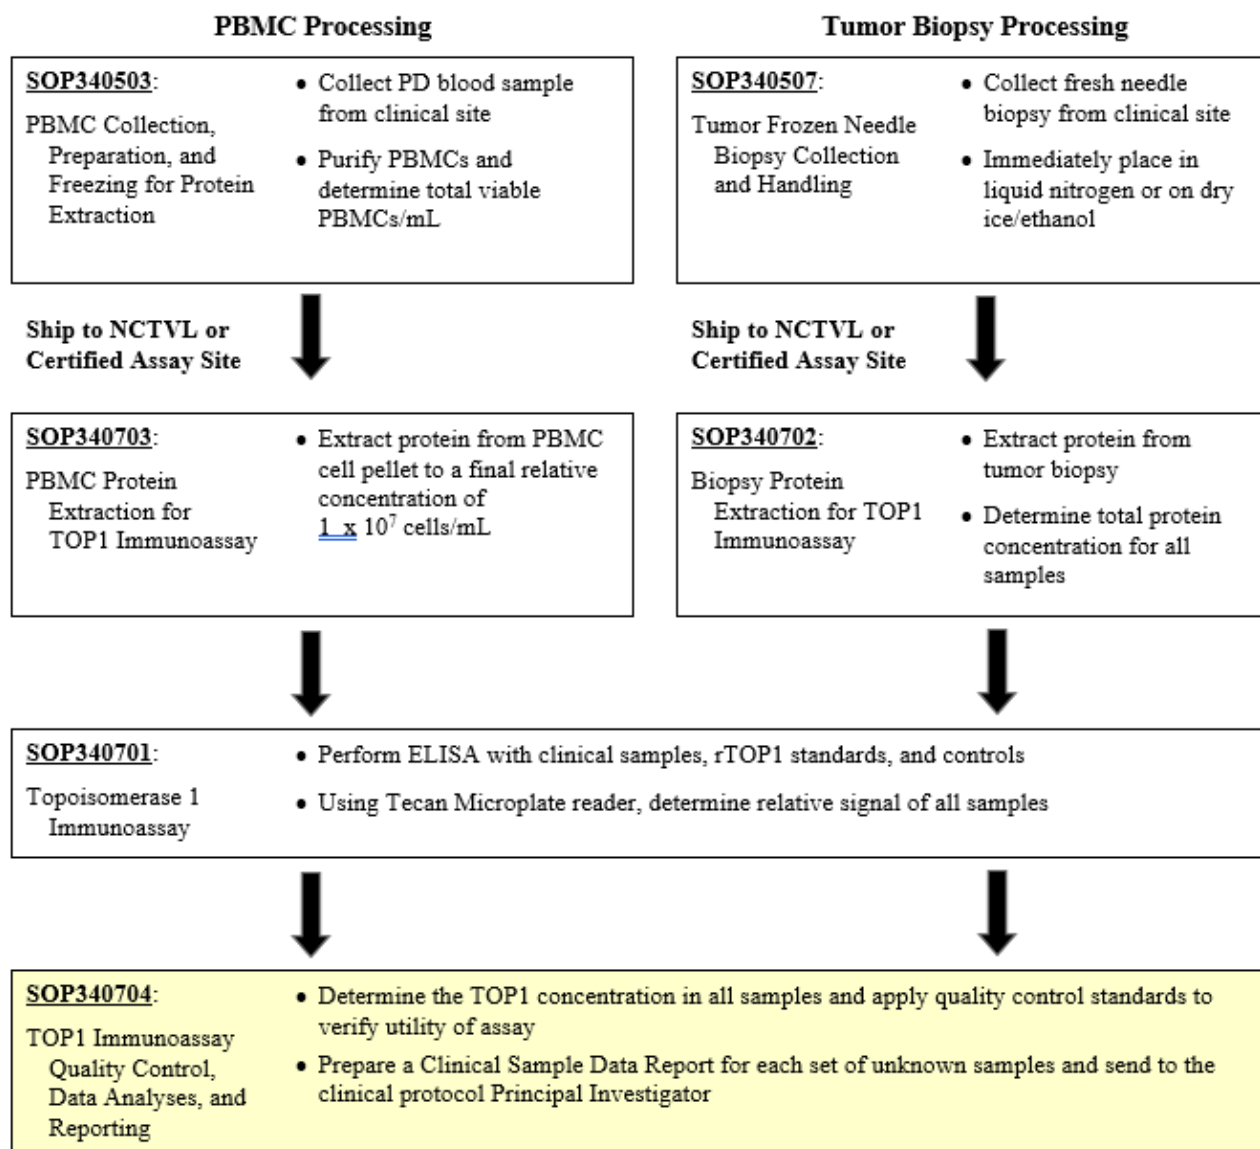 PBMC Processing
Tumor Biopsy Processing
SOP340503:
PBMC Collection,
Preparation, and
Freezing for Protein
Extraction
• Collect PD blood sample
from clinical site
• Purify PBMCs and
determine total viable
PBMCs/mL
SOP340507:
Tumor Frozen Needle
Biopsy Collection
and Handling
• Collect fresh needle
biopsy from clinical site
• Immediately place in
liquid nitrogen or on dry
ice/ethanol
Ship to NCTVL or
Certified Assay Site
Ship to NCTVL or
Certified Assay Site
SOP340703:
PBMC Protein
Extraction for
TOP1 Immunoassay
• Extract protein from PBMC
cell pellet to a final relative
concentration of
1 x 10⁷ cells/mL
SOP340702:
Biopsy Protein
Extraction for TOP1
Immunoassay
• Extract protein from
tumor biopsy
• Determine total protein
concentration for all
samples
SOP340701:
Topoisomerase 1
Immunoassay
• Perform ELISA with clinical samples, rTOP1 standards, and controls
• Using Tecan Microplate reader, determine relative signal of all samples
SOP340704:
TOP1 Immunoassay
Quality Control,
Data Analyses, and
Reporting
• Determine the TOP1 concentration in all samples and apply quality control standards to
verify utility of assay
• Prepare a Clinical Sample Data Report for each set of unknown samples and send to the
clinical protocol Principal Investigator